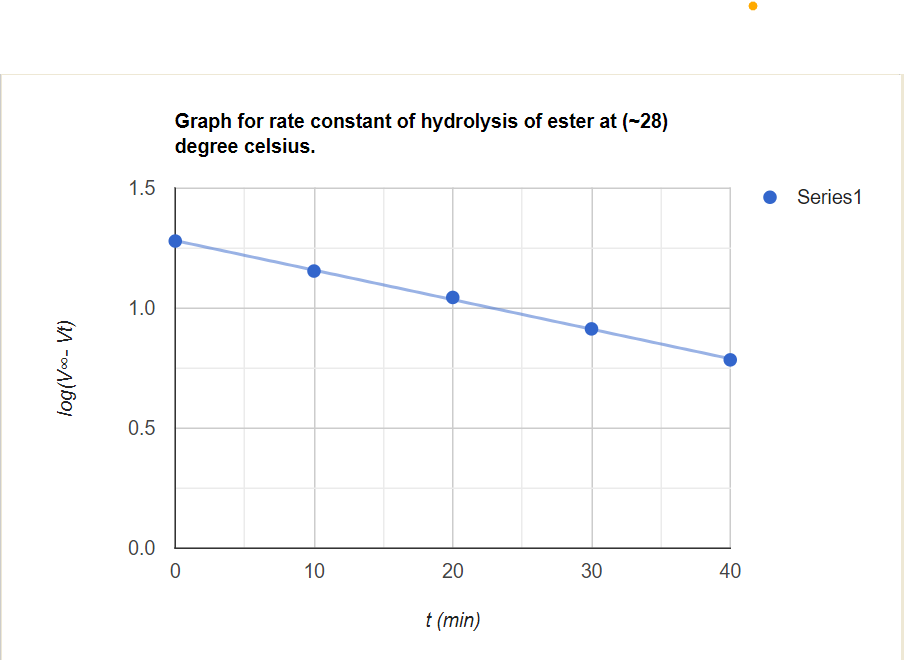 Graph for rate constant of hydrolysis of ester at (~28)
degree celsius.
1.5
Series1
1.0
log(V∞- Vt)
0.5
0.0
0 10 20 30 40
t (min)